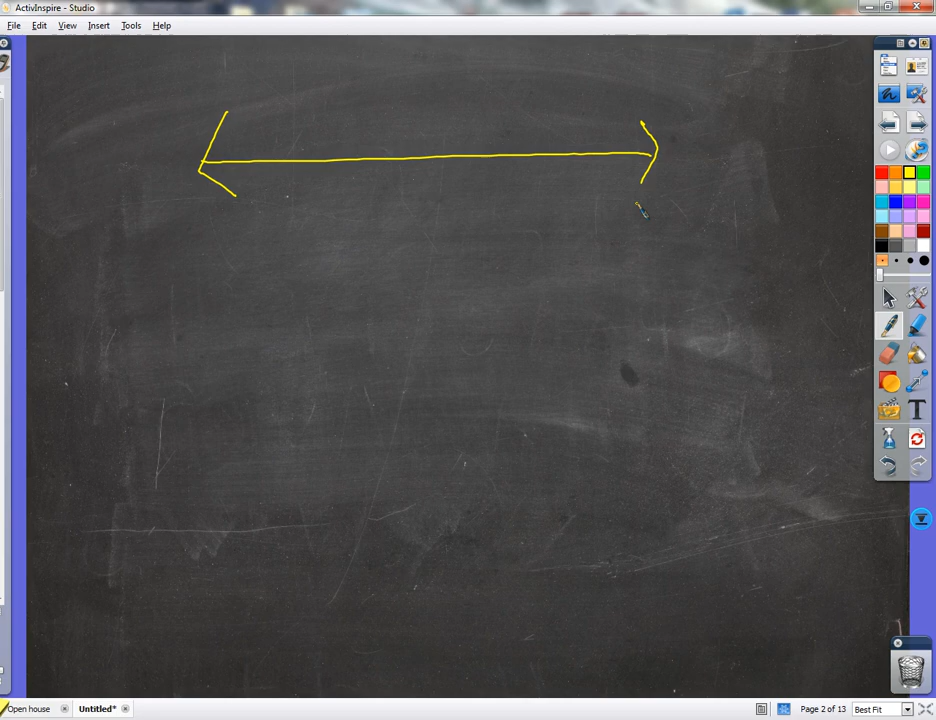 ActivInspire - Studio
File Edit View Insert Tools Help
T
Open house Untitled* Page 2 of 13 Best Fit